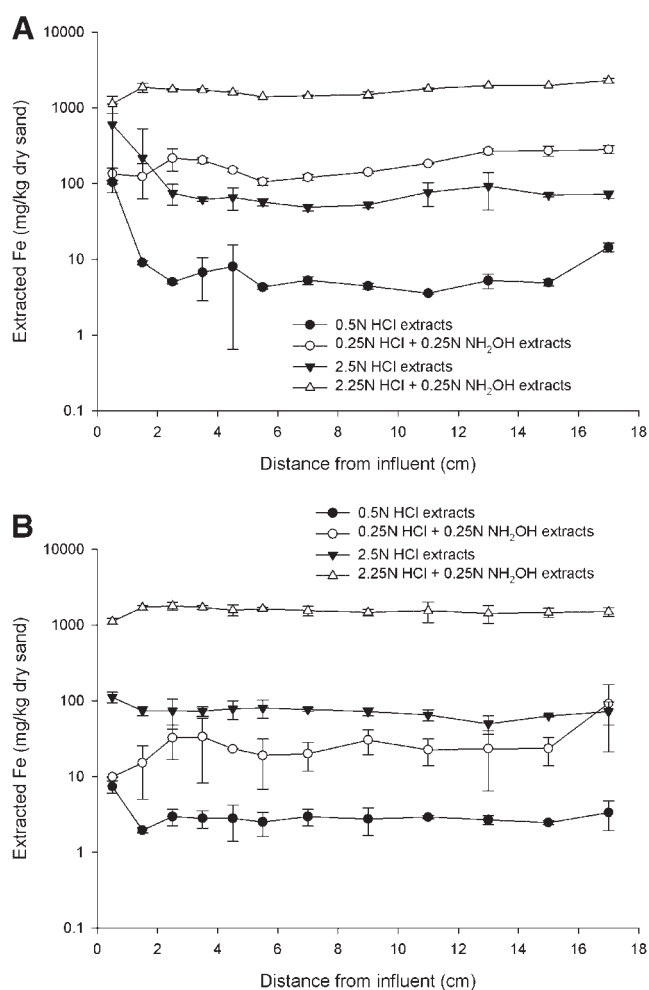 A
10000
1000
100
10
1
0.1
Extracted Fe (mg/kg dry sand)
0.5N HCl extracts
0.25N HCl + 0.25N NH2OH extracts
2.5N HCl extracts
2.25N HCl + 0.25N NH2OH extracts
0 2 4 6 8 10 12 14 16 18
Distance from influent (cm)
B
0.5N HCl extracts
0.25N HCl + 0.25N NH2OH extracts
2.5N HCl extracts
2.25N HCl + 0.25N NH2OH extracts
10000
1000
100
10
1
0.1
Extracted Fe (mg/kg dry sand)
0 2 4 6 8 10 12 14 16 18
Distance from influent (cm)